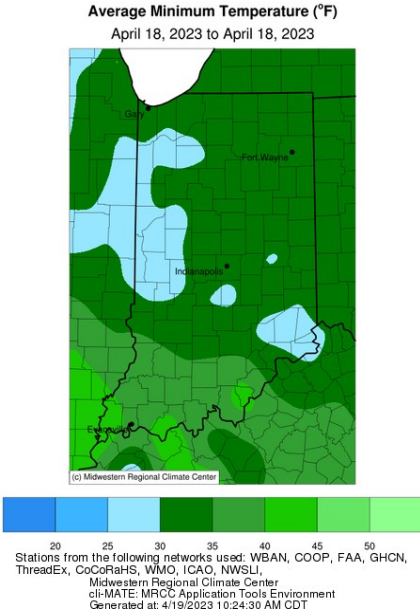 Average Minimum Temperature (°F)
April 18, 2023 to April 18, 2023
Gary
Fort Wayne
Indianapolis
Evansville
(c) Midwestern Regional Climate Center
20 25 30 35 40 45 50
Stations from the following networks used: WBAN, COOP, FAA, GHCN,
ThreadEx, CoCoRaHS, WMO, ICAO, NWSLI,
Midwestern Regional Climate Center
cli-MATE: MRCC Application Tools Environment
Generated at: 4/19/2023 10:24:30 AM CDT